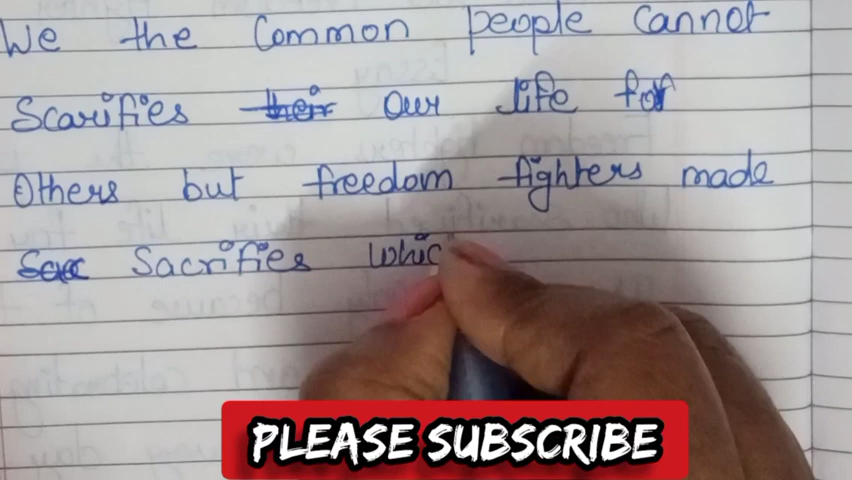 We the Common people cannot
Scarifies their our life for
Others but freedom fighters made
Sac Sacrifies whic
PLEASE SUBSCRIBE